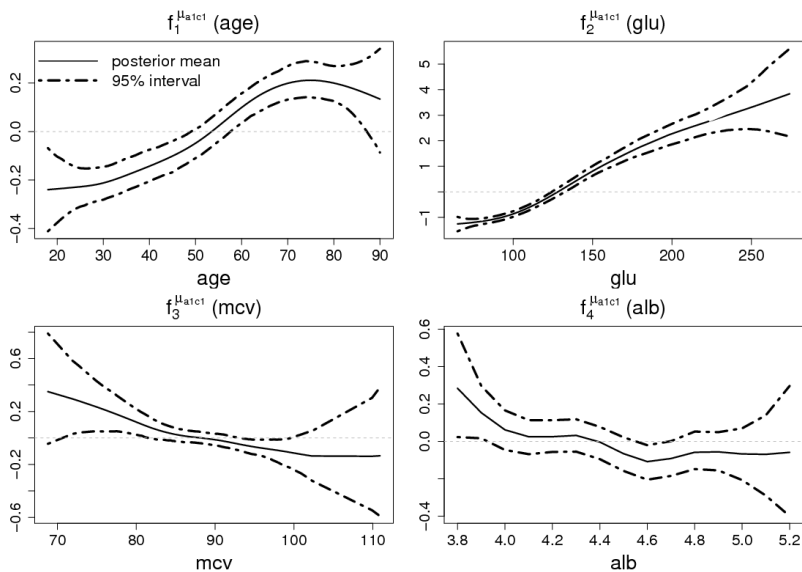 f₁^μₐ₁c₁ (age)
posterior mean
95% interval
0.2
0.0
−0.2
−0.4
20 30 40 50 60 70 80 90
age
f₂^μₐ₁c₁ (glu)
5
4
3
2
1
−1
100 150 200 250
glu
f₃^μₐ₁c₁ (mcv)
0.6
0.2
−0.2
−0.6
70 80 90 100 110
mcv
f₄^μₐ₁c₁ (alb)
0.6
0.4
0.2
0.0
−0.4
3.8 4.0 4.2 4.4 4.6 4.8 5.0 5.2
alb